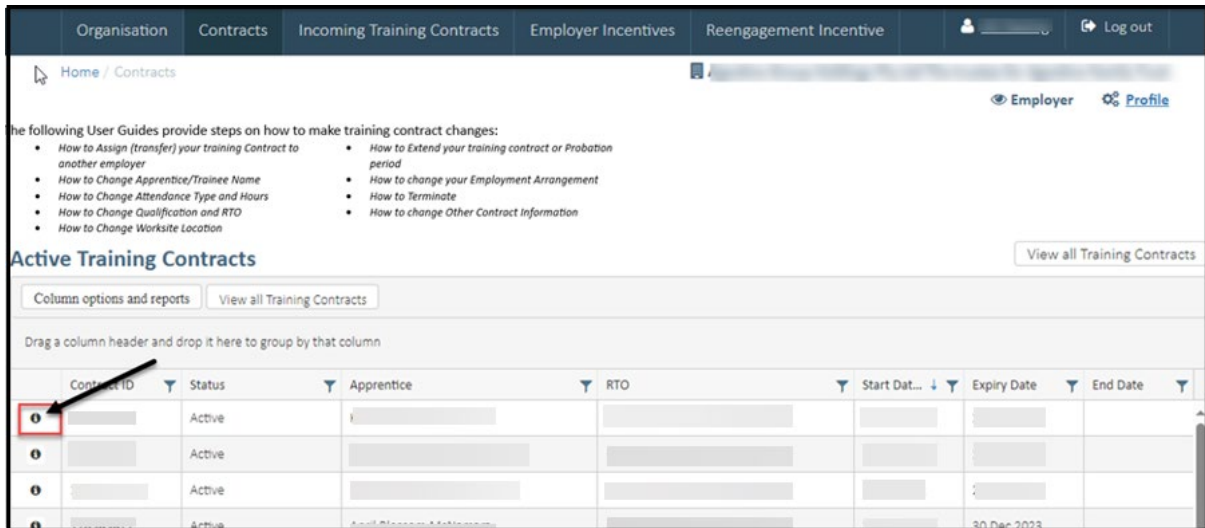 Organisation Contracts Incoming Training Contracts Employer Incentives Reengagement Incentive Log out
Home / Contracts
Employer Profile
he following User Guides provide steps on how to make training contract changes:
• How to Assign (transfer) your training Contract to another employer
• How to Change Apprentice/Trainee Name
• How to Change Attendance Type and Hours
• How to Change Qualification and RTO
• How to Change Worksite Location
• How to Extend your training contract or Probation period
• How to change your Employment Arrangement
• How to Terminate
• How to change Other Contract Information
Active Training Contracts
View all Training Contracts
Column options and reports View all Training Contracts
Drag a column header and drop it here to group by that column
Contract ID Status Apprentice RTO Start Dat... ↓ Expiry Date End Date
Active
Active
Active
Active 30 Dec 2023